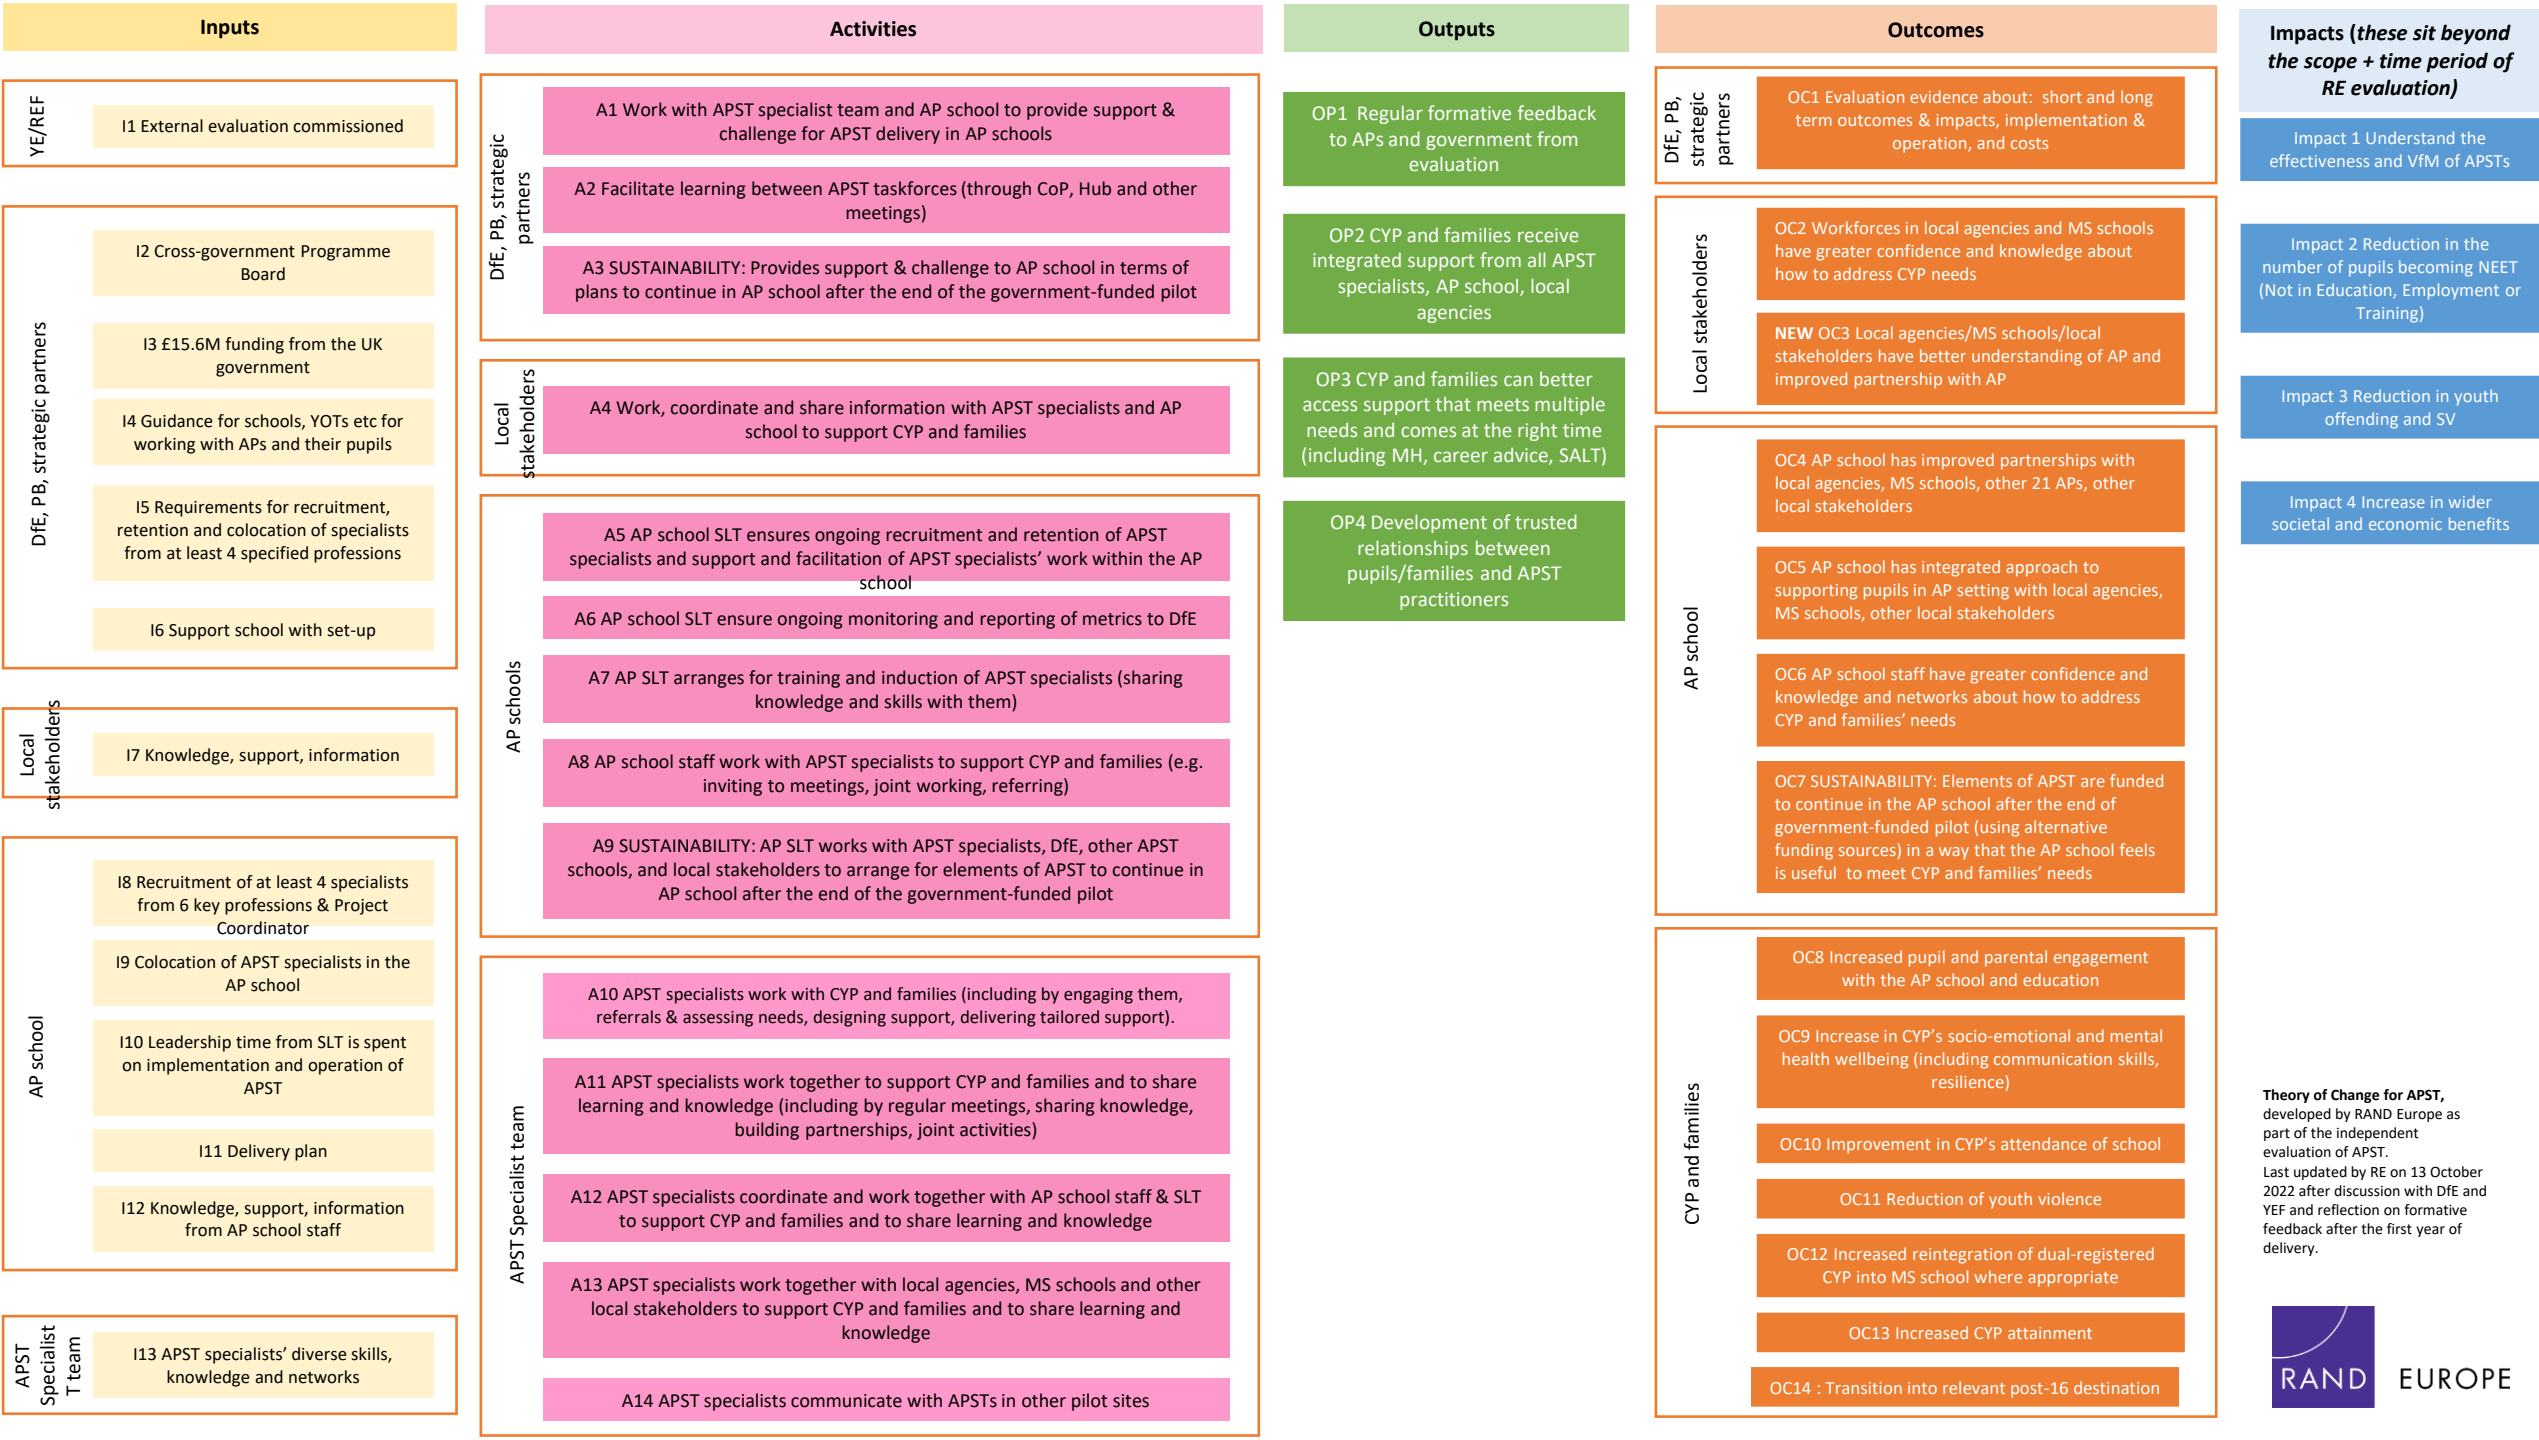 Inputs
YE/REF
I1 External evaluation commissioned
DfE, PB, strategic partners
I2 Cross-government Programme
Board
I3 £15.6M funding from the UK
government
I4 Guidance for schools, YOTs etc for
working with APs and their pupils
I5 Requirements for recruitment,
retention and colocation of specialists
from at least 4 specified professions
I6 Support school with set-up
Local
stakeholders
I7 Knowledge, support, information
AP school
I8 Recruitment of at least 4 specialists
from 6 key professions & Project
Coordinator
I9 Colocation of APST specialists in the
AP school
I10 Leadership time from SLT is spent
on implementation and operation of
APST
I11 Delivery plan
I12 Knowledge, support, information
from AP school staff
APST
Specialist
T team
I13 APST specialists’ diverse skills,
knowledge and networks
Activities
DfE, PB, strategic
partners
A1 Work with APST specialist team and AP school to provide support &
challenge for APST delivery in AP schools
A2 Facilitate learning between APST taskforces (through CoP, Hub and other
meetings)
A3 SUSTAINABILITY: Provides support & challenge to AP school in terms of
plans to continue in AP school after the end of the government-funded pilot
Local
stakeholders
A4 Work, coordinate and share information with APST specialists and AP
school to support CYP and families
AP schools
A5 AP school SLT ensures ongoing recruitment and retention of APST
specialists and support and facilitation of APST specialists’ work within the AP
school
A6 AP school SLT ensure ongoing monitoring and reporting of metrics to DfE
A7 AP SLT arranges for training and induction of APST specialists (sharing
knowledge and skills with them)
A8 AP school staff work with APST specialists to support CYP and families (e.g.
inviting to meetings, joint working, referring)
A9 SUSTAINABILITY: AP SLT works with APST specialists, DfE, other APST
schools, and local stakeholders to arrange for elements of APST to continue in
AP school after the end of the government-funded pilot
APST Specialist team
A10 APST specialists work with CYP and families (including by engaging them,
referrals & assessing needs, designing support, delivering tailored support).
A11 APST specialists work together to support CYP and families and to share
learning and knowledge (including by regular meetings, sharing knowledge,
building partnerships, joint activities)
A12 APST specialists coordinate and work together with AP school staff & SLT
to support CYP and families and to share learning and knowledge
A13 APST specialists work together with local agencies, MS schools and other
local stakeholders to support CYP and families and to share learning and
knowledge
A14 APST specialists communicate with APSTs in other pilot sites
Outputs
OP1 Regular formative feedback
to APs and government from
evaluation
OP2 CYP and families receive
integrated support from all APST
specialists, AP school, local
agencies
OP3 CYP and families can better
access support that meets multiple
needs and comes at the right time
(including MH, career advice, SALT)
OP4 Development of trusted
relationships between
pupils/families and APST
practitioners
Outcomes
DfE, PB,
strategic
partners
OC1 Evaluation evidence about: short and long
term outcomes & impacts, implementation &
operation, and costs
Local stakeholders
OC2 Workforces in local agencies and MS schools
have greater confidence and knowledge about
how to address CYP needs
NEW OC3 Local agencies/MS schools/local
stakeholders have better understanding of AP and
improved partnership with AP
AP school
OC4 AP school has improved partnerships with
local agencies, MS schools, other 21 APs, other
local stakeholders
OC5 AP school has integrated approach to
supporting pupils in AP setting with local agencies,
MS schools, other local stakeholders
OC6 AP school staff have greater confidence and
knowledge and networks about how to address
CYP and families’ needs
OC7 SUSTAINABILITY: Elements of APST are funded
to continue in the AP school after the end of
government-funded pilot (using alternative
funding sources) in a way that the AP school feels
is useful to meet CYP and families’ needs
CYP and families
OC8 Increased pupil and parental engagement
with the AP school and education
OC9 Increase in CYP’s socio-emotional and mental
health wellbeing (including communication skills,
resilience)
OC10 Improvement in CYP’s attendance of school
OC11 Reduction of youth violence
OC12 Increased reintegration of dual-registered
CYP into MS school where appropriate
OC13 Increased CYP attainment
OC14 : Transition into relevant post-16 destination
Impacts (these sit beyond
the scope + time period of
RE evaluation)
Impact 1 Understand the
effectiveness and VfM of APSTs
Impact 2 Reduction in the
number of pupils becoming NEET
(Not in Education, Employment or
Training)
Impact 3 Reduction in youth
offending and SV
Impact 4 Increase in wider
societal and economic benefits
Theory of Change for APST,
developed by RAND Europe as
part of the independent
evaluation of APST.
Last updated by RE on 13 October
2022 after discussion with DfE and
YEF and reflection on formative
feedback after the first year of
delivery.
RAND EUROPE